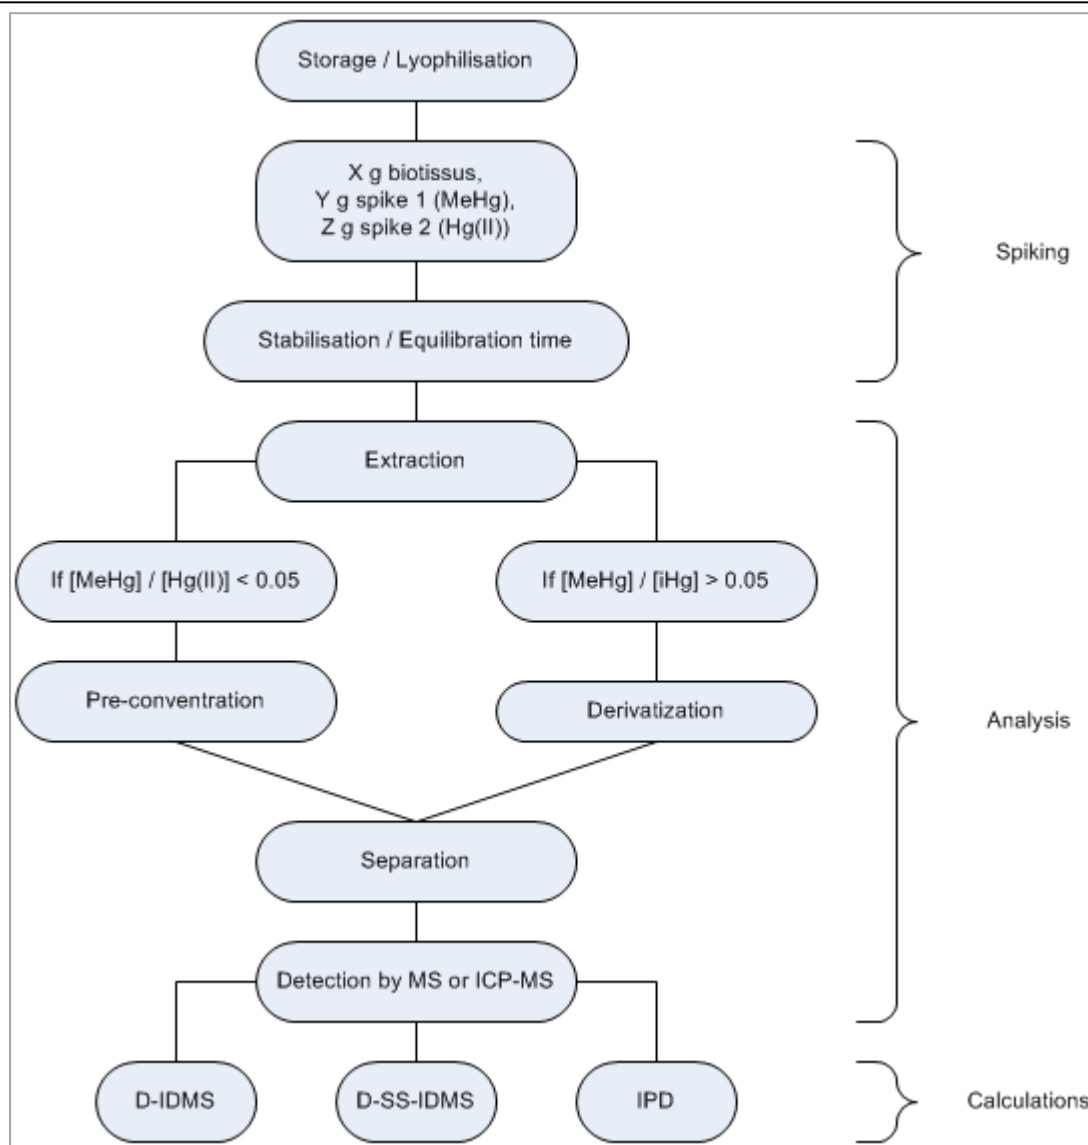 Storage / Lyophilisation
X g biotissus,
Y g spike 1 (MeHg),
Z g spike 2 (Hg(II))
Spiking
Stabilisation / Equilibration time
Extraction
If [MeHg] / [Hg(II)] < 0.05
If [MeHg] / [iHg] > 0.05
Pre-conventration
Derivatization
Analysis
Separation
Detection by MS or ICP-MS
D-IDMS
D-SS-IDMS
IPD
Calculations